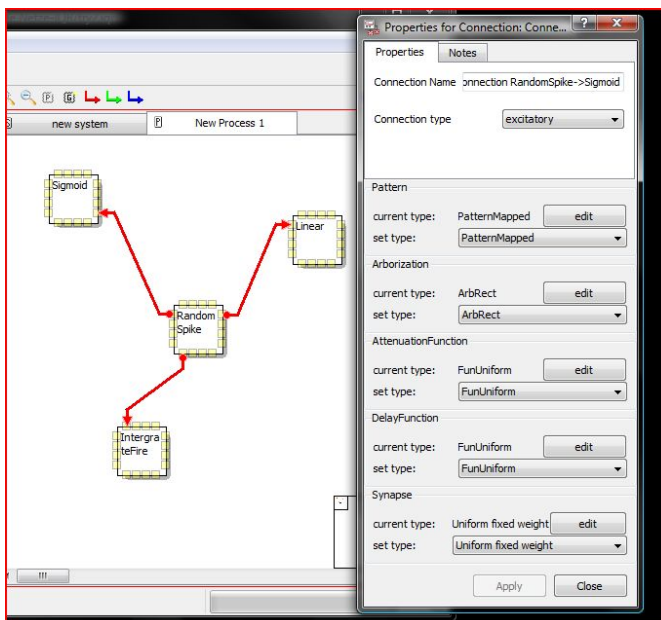 Properties for Connection: Conne...
Properties
Notes
Connection Name onnection RandomSpike->Sigmoid
Connection type excitatory
Pattern
current type: PatternMapped edit
set type: PatternMapped
Arborization
current type: ArbRect edit
set type: ArbRect
AttenuationFunction
current type: FunUniform edit
set type: FunUniform
DelayFunction
current type: FunUniform edit
set type: FunUniform
Synapse
current type: Uniform fixed weight edit
set type: Uniform fixed weight
Apply Close
P G
S new system P New Process 1
Sigmoid
Linear
Random
Spike
Intergra
teFire